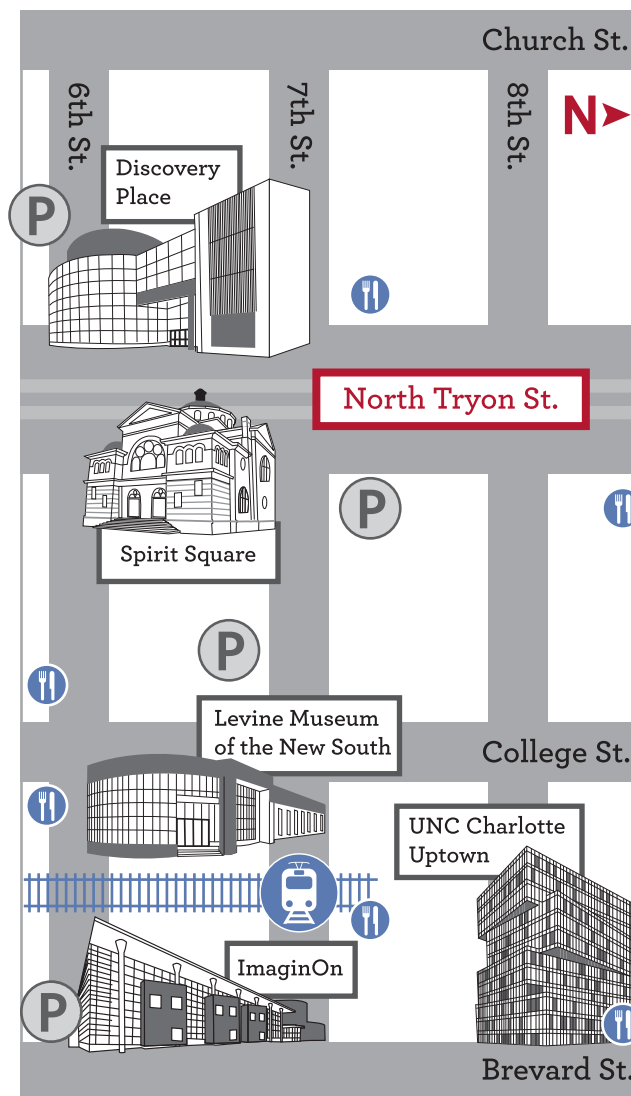 Church St.
6th St.
7th St.
8th St.
N
Discovery
Place
P
North Tryon St.
P
Spirit Square
P
Levine Museum
of the New South
College St.
UNC Charlotte
Uptown
ImaginOn
P
Brevard St.